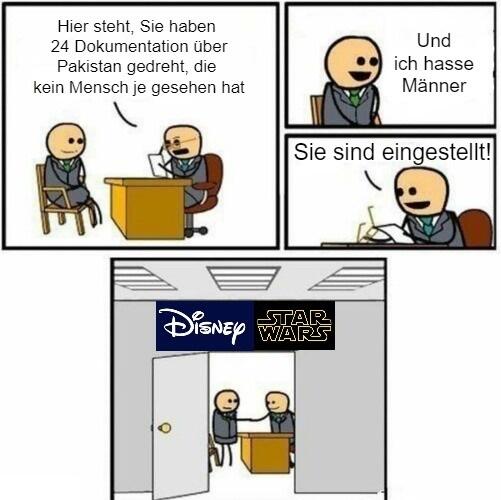 Hier steht, Sie haben
24 Dokumentation über
Pakistan gedreht, die
kein Mensch je gesehen hat
Und
ich hasse
Männer
Sie sind eingestellt!
Disney STAR
WARS